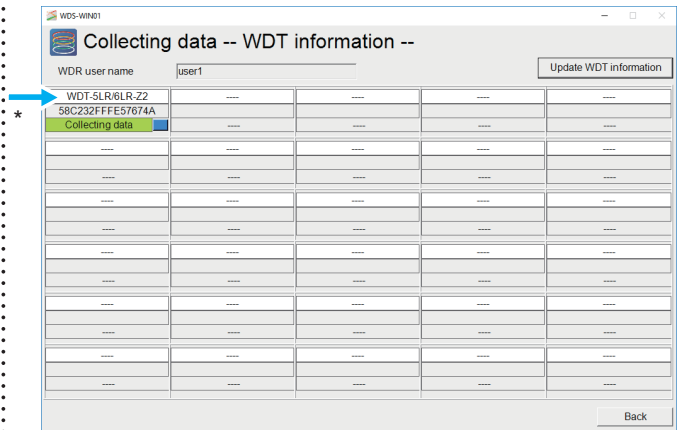 WDS-WIN01
Collecting data -- WDT information --
WDR user name user1 Update WDT information
WDT-5LR/6LR-Z2 ---- ---- ---- ----
* 58C232FFFE57674A
Collecting data ---- ---- ---- ----
---- ---- ---- ---- ----
---- ---- ---- ---- ----
---- ---- ---- ---- ----
---- ---- ---- ---- ----
---- ---- ---- ---- ----
---- ---- ---- ---- ----
---- ---- ---- ---- ----
---- ---- ---- ---- ----
---- ---- ---- ---- ----
---- ---- ---- ---- ----
Back